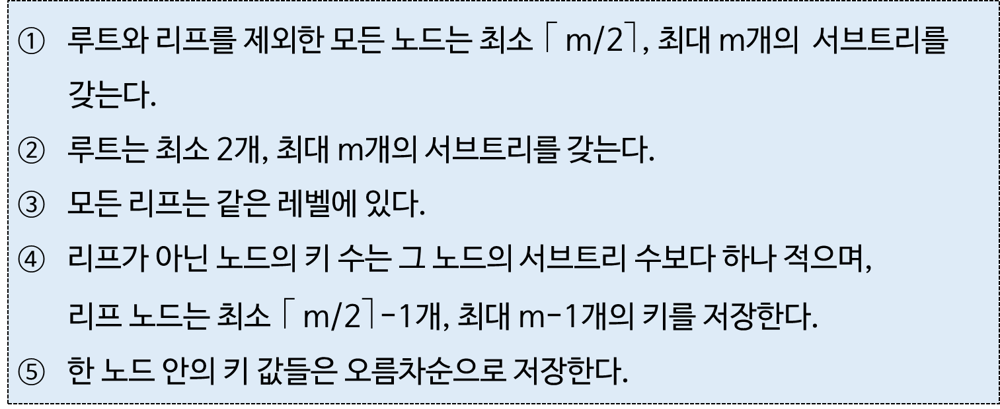 ① 루트와 리프를 제외한 모든 노드는 최소 ⌈ m/2⌉, 최대 m개의 서브트리를
갖는다.
② 루트는 최소 2개, 최대 m개의 서브트리를 갖는다.
③ 모든 리프는 같은 레벨에 있다.
④ 리프가 아닌 노드의 키 수는 그 노드의 서브트리 수보다 하나 적으며,
리프 노드는 최소 ⌈ m/2⌉-1개, 최대 m-1개의 키를 저장한다.
⑤ 한 노드 안의 키 값들은 오름차순으로 저장한다.